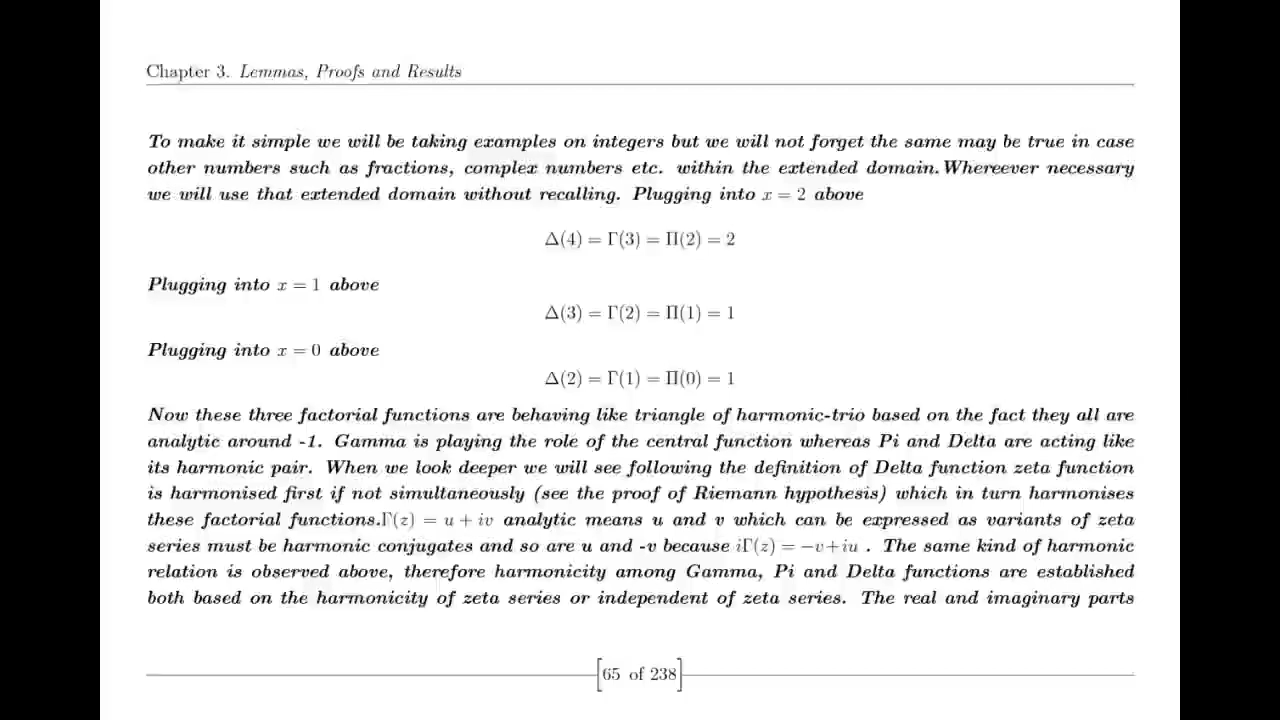 Chapter 3. Lemmas, Proofs and Results
To make it simple we will be taking examples on integers but we will not forget the same may be true in case
other numbers such as fractions, complex numbers etc. within the extended domain.Whereever necessary
we will use that extended domain without recalling. Plugging into x = 2 above
Δ(4) = Γ(3) = Π(2) = 2
Plugging into x = 1 above
Δ(3) = Γ(2) = Π(1) = 1
Plugging into x = 0 above
Δ(2) = Γ(1) = Π(0) = 1
Now these three factorial functions are behaving like triangle of harmonic-trio based on the fact they all are
analytic around -1. Gamma is playing the role of the central function whereas Pi and Delta are acting like
its harmonic pair. When we look deeper we will see following the definition of Delta function zeta function
is harmonised first if not simultaneously (see the proof of Riemann hypothesis) which in turn harmonises
these factorial functions.Γ(z) = u + iv analytic means u and v which can be expressed as variants of zeta
series must be harmonic conjugates and so are u and -v because iΓ(z) = −v+iu . The same kind of harmonic
relation is observed above, therefore harmonicity among Gamma, Pi and Delta functions are established
both based on the harmonicity of zeta series or independent of zeta series. The real and imaginary parts
[65 of 238]